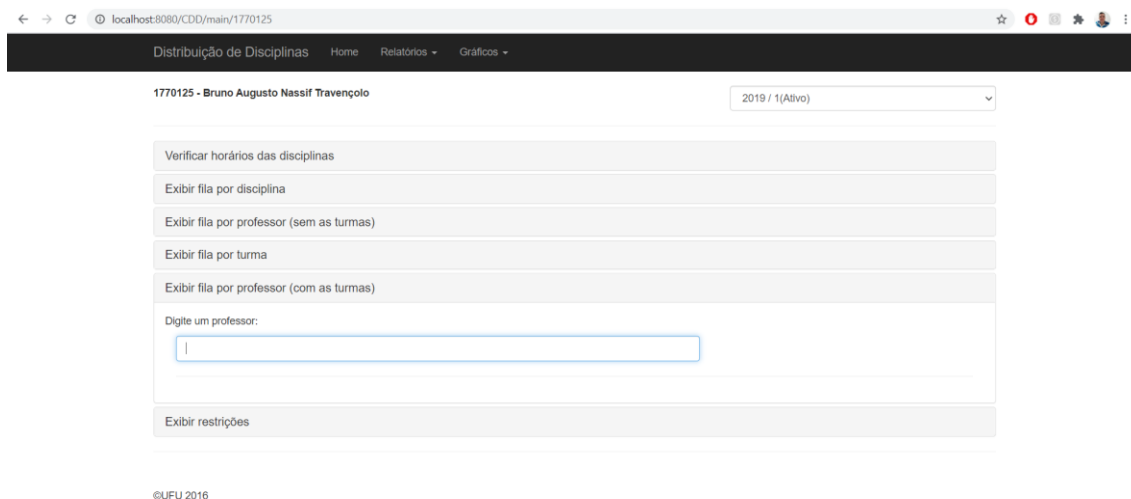 localhost:8080/CDD/main/1770125
Distribuição de Disciplinas Home Relatórios Gráficos
1770125 - Bruno Augusto Nassif Travençolo 2019 / 1(Ativo)
Verificar horários das disciplinas
Exibir fila por disciplina
Exibir fila por professor (sem as turmas)
Exibir fila por turma
Exibir fila por professor (com as turmas)
Digite um professor:
Exibir restrições
©UFU 2016